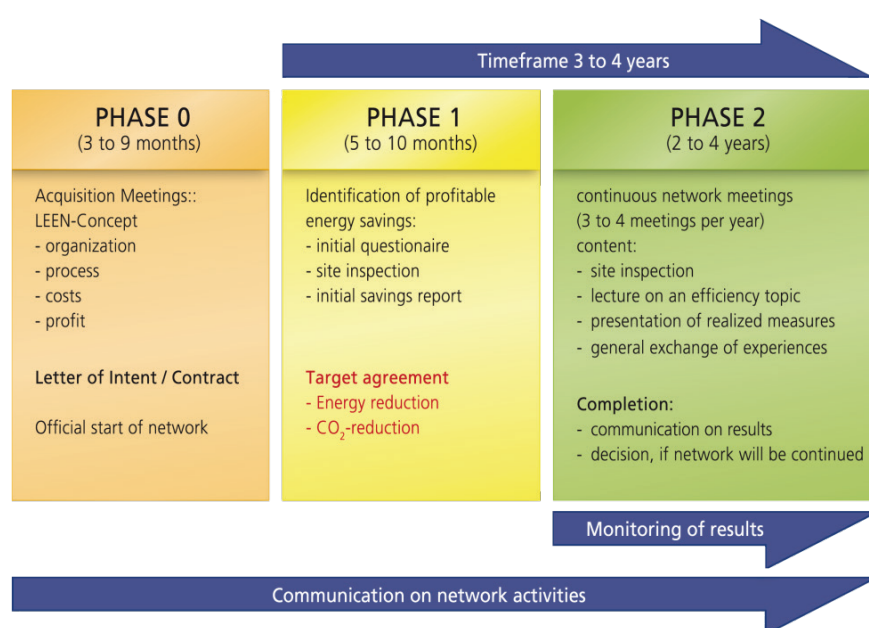 Timeframe 3 to 4 years
PHASE 0
(3 to 9 months)
Acquisition Meetings::
LEEN-Concept
- organization
- process
- costs
- profit
Letter of Intent / Contract
Official start of network
PHASE 1
(5 to 10 months)
Identification of profitable
energy savings:
- initial questionaire
- site inspection
- initial savings report
Target agreement
- Energy reduction
- CO₂-reduction
PHASE 2
(2 to 4 years)
continuous network meetings
(3 to 4 meetings per year)
content:
- site inspection
- lecture on an efficiency topic
- presentation of realized measures
- general exchange of experiences
Completion:
- communication on results
- decision, if network will be continued
Monitoring of results
Communication on network activities